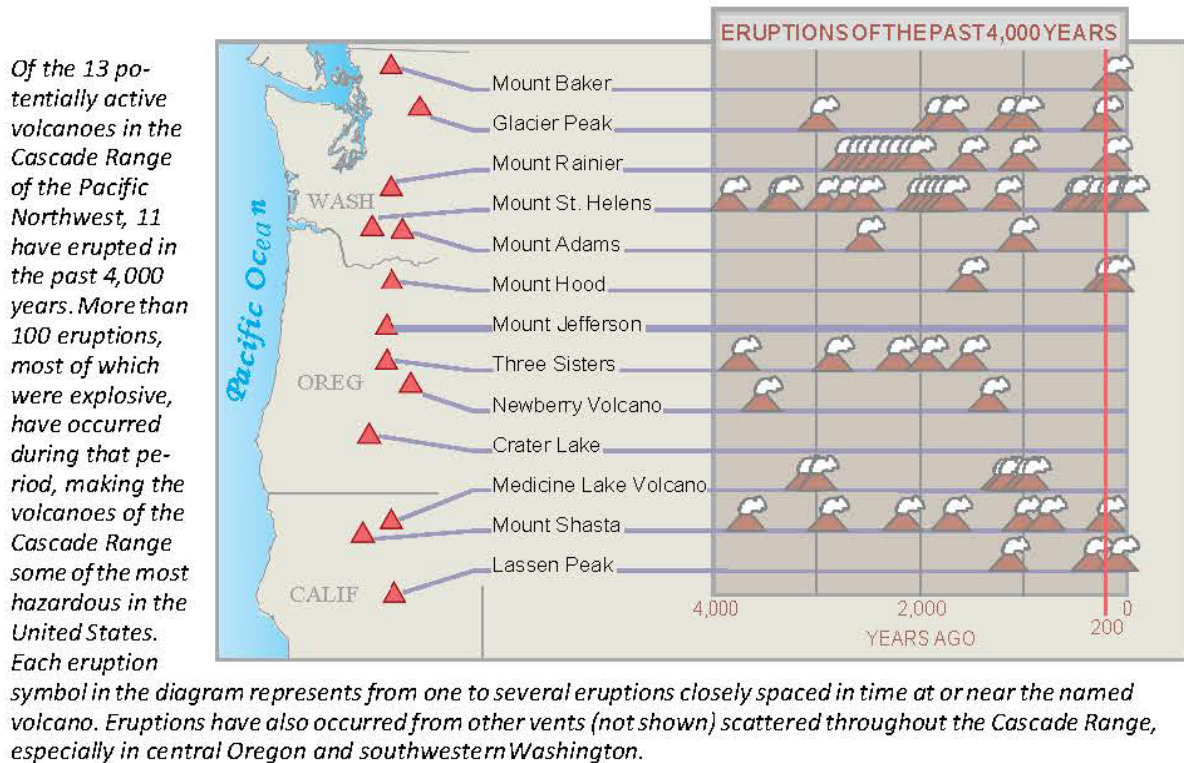 Of the 13 po-
tentially active
volcanoes in the
Cascade Range
of the Pacific
Northwest, 11
have erupted in
the past 4,000
years. More than
100 eruptions,
most of which
were explosive,
have occurred
during that pe-
riod, making the
volcanoes of the
Cascade Range
some of the most
hazardous in the
United States.
Each eruption
symbol in the diagram represents from one to several eruptions closely spaced in time at or near the named
volcano. Eruptions have also occurred from other vents (not shown) scattered throughout the Cascade Range,
especially in central Oregon and southwestern Washington.
Pacific Ocean
WASH
OREG
CALIF
ERUPTIONS OF THE PAST 4,000 YEARS
Mount Baker
Glacier Peak
Mount Rainier
Mount St. Helens
Mount Adams
Mount Hood
Mount Jefferson
Three Sisters
Newberry Volcano
Crater Lake
Medicine Lake Volcano
Mount Shasta
Lassen Peak
4,000 2,000 0
200
YEARS AGO